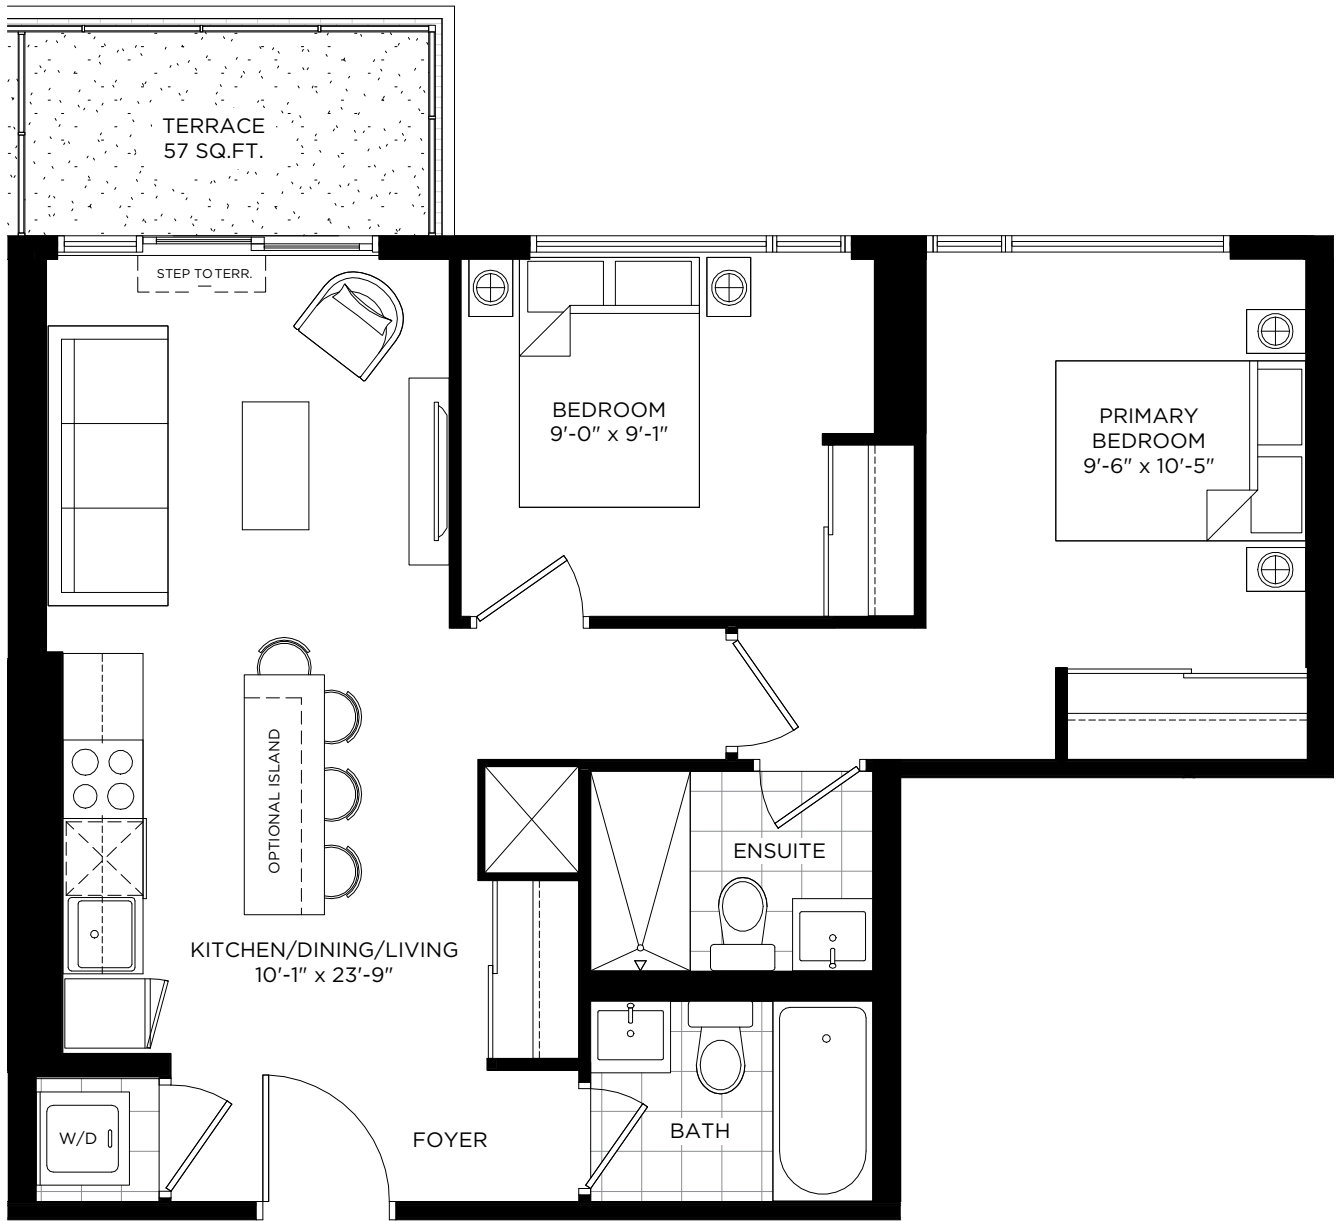 TERRACE
57 SQ.FT.
STEP TO TERR.
BEDROOM
9'-0" x 9'-1"
PRIMARY
BEDROOM
9'-6" x 10'-5"
OPTIONAL ISLAND
ENSUITE
KITCHEN/DINING/LIVING
10'-1" x 23'-9"
W/D
FOYER
BATH